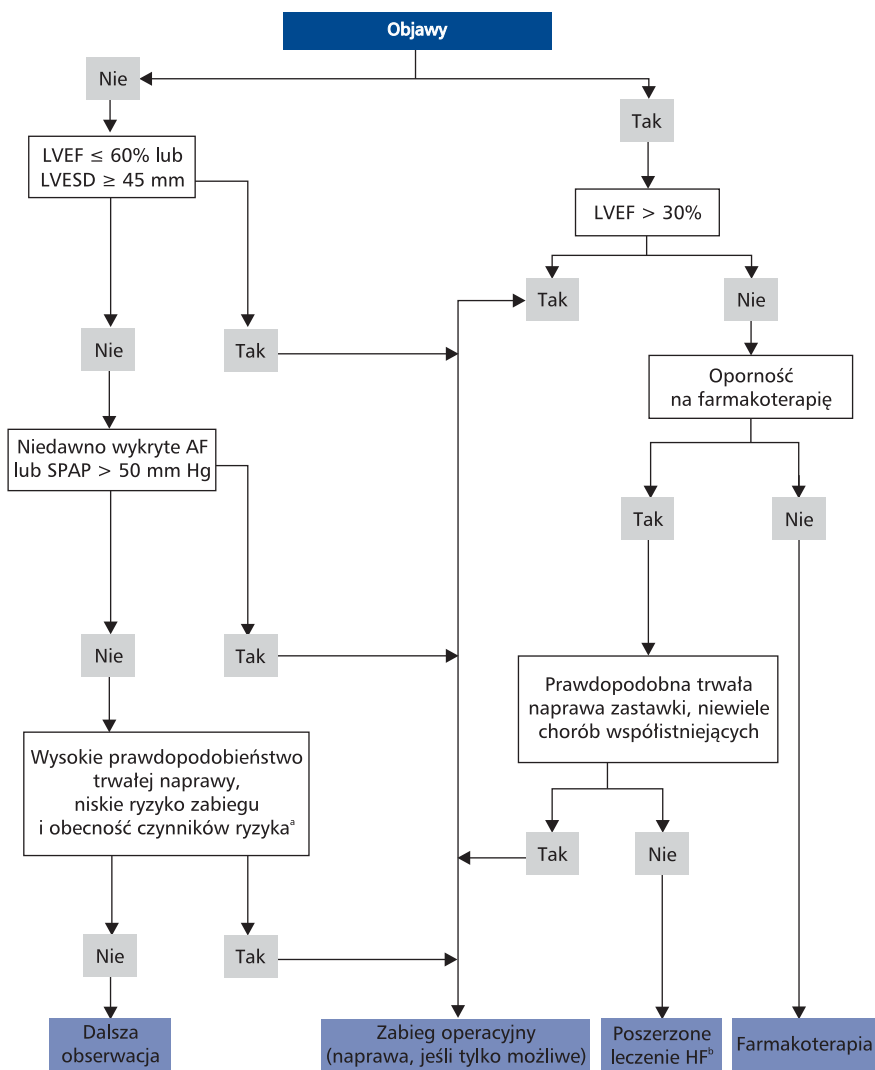 Objawy
Nie
Tak
LVEF ≤ 60% lub
LVESD ≥ 45 mm
LVEF > 30%
Tak
Nie
Nie
Tak
Oporność
na farmakoterapię
Niedawno wykryte AF
lub SPAP > 50 mm Hg
Tak
Nie
Nie
Tak
Prawdopodobna trwała
naprawa zastawki, niewiele
chorób współistniejących
Wysokie prawdopodobieństwo
trwałej naprawy,
niskie ryzyko zabiegu
i obecność czynników ryzykaᵃ
Tak
Nie
Nie
Tak
Dalsza
obserwacja
Zabieg operacyjny
(naprawa, jeśli tylko możliwe)
Poszerzone
leczenie HFᵇ
Farmakoterapia